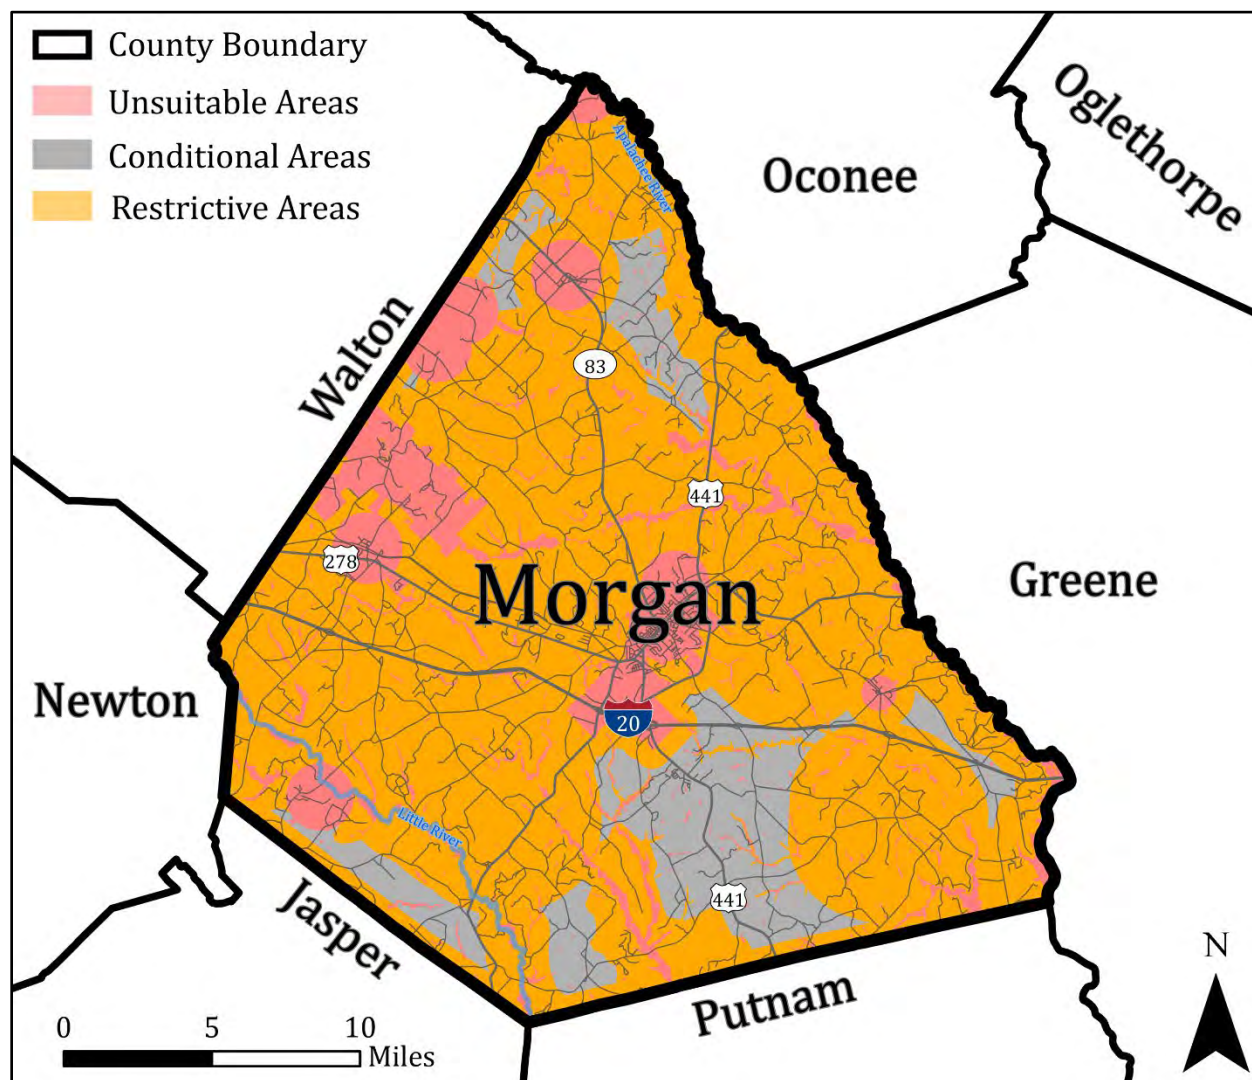 County Boundary
Unsuitable Areas
Conditional Areas
Restrictive Areas
Oglethorpe
Oconee
Apalachee River
Walton
83
441
278
Morgan
Greene
Newton
20
Little River
441
Jasper
Putnam
N
0 5 10
Miles